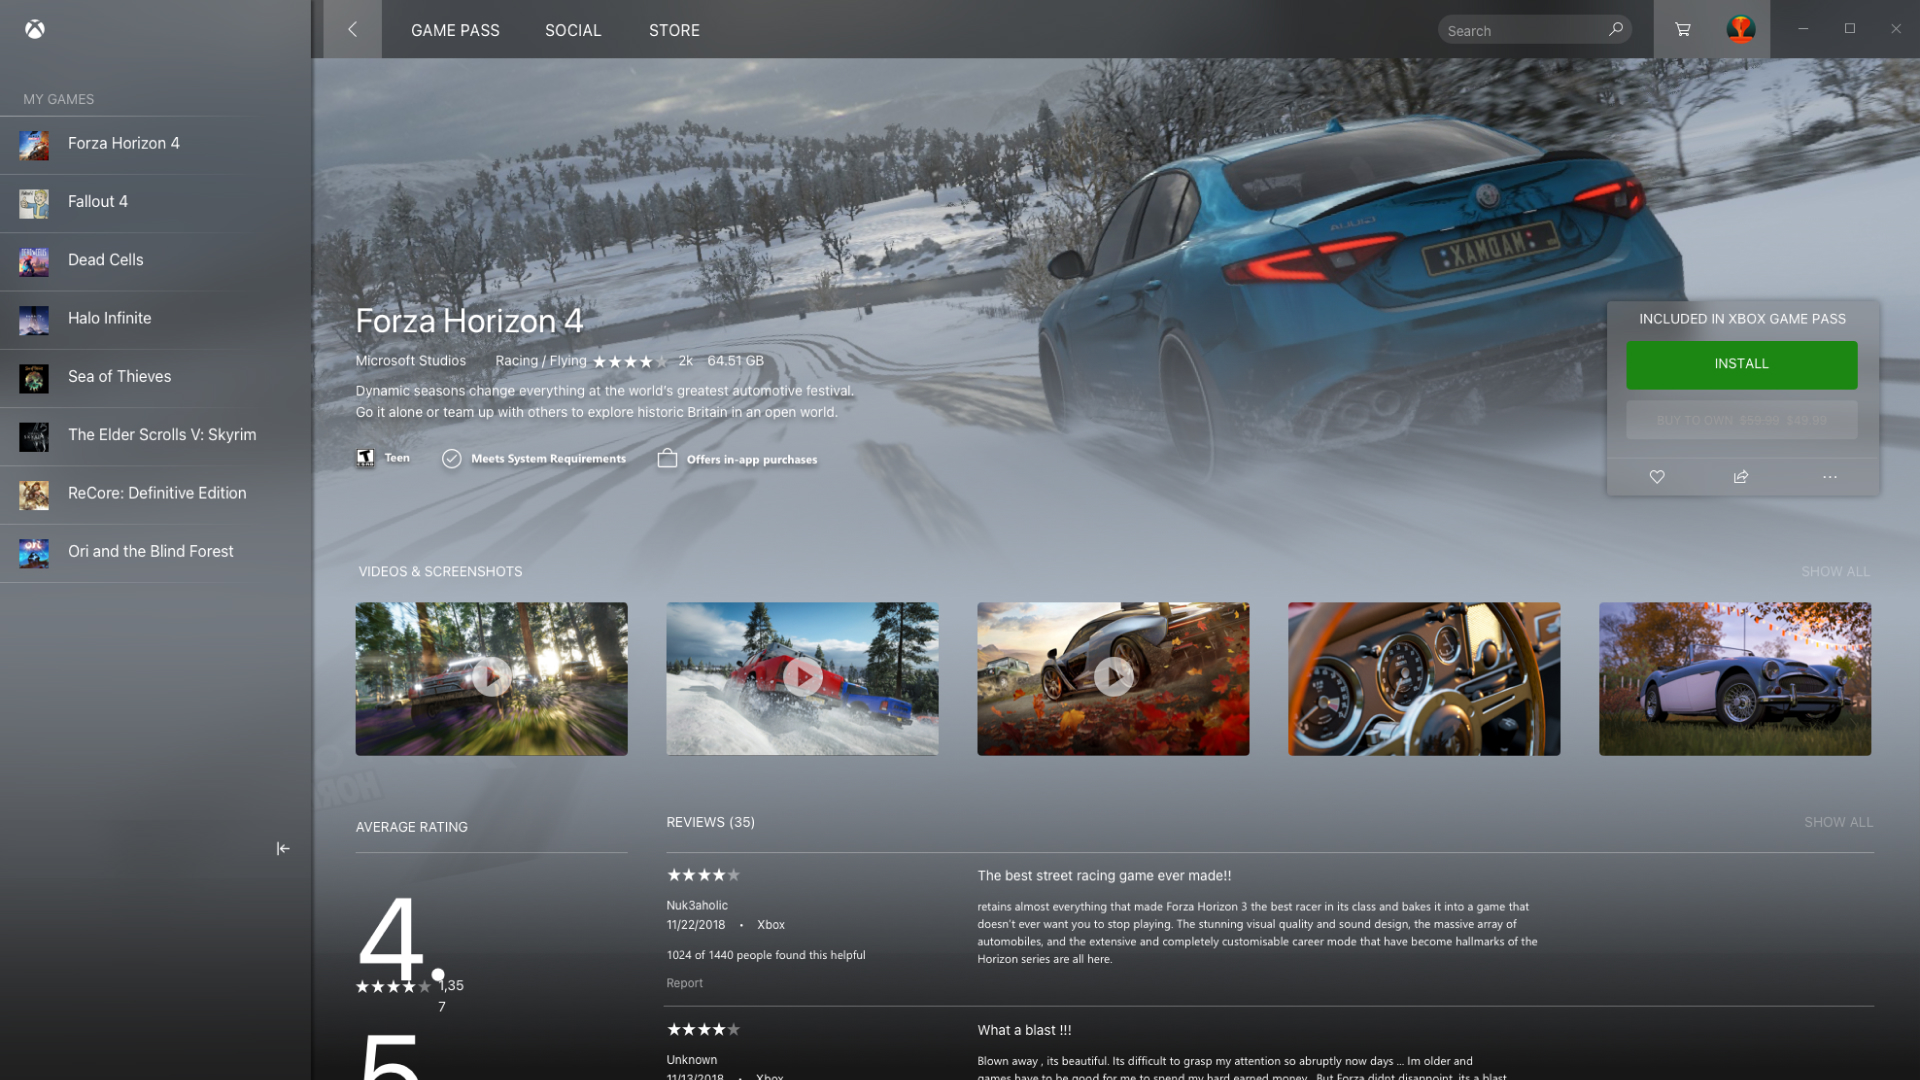 GAME PASS
SOCIAL
STORE
Search
MY GAMES
Forza Horizon 4
Fallout 4
Dead Cells
Halo Infinite
Sea of Thieves
The Elder Scrolls V: Skyrim
ReCore: Definitive Edition
Ori and the Blind Forest
Forza Horizon 4
Microsoft Studios
Racing / Flying
2k
64.51 GB
Dynamic seasons change everything at the world's greatest automotive festival.
Go it alone or team up with others to explore historic Britain in an open world.
Teen
Meets System Requirements
Offers in-app purchases
INCLUDED IN XBOX GAME PASS
INSTALL
BUY TO OWN
VIDEOS & SCREENSHOTS
SHOW ALL
AVERAGE RATING
4.
5
1,35
7
REVIEWS (35)
SHOW ALL
Nuk3aholic
11/22/2018 • Xbox
1024 of 1440 people found this helpful
Report
The best street racing game ever made!!
retains almost everything that made Forza Horizon 3 the best racer in its class and bakes it into a game that
doesn't ever want you to stop playing. The stunning visual quality and sound design, the massive array of
automobiles, and the extensive and completely customisable career mode that have become hallmarks of the
Horizon series are all here.
Unknown
11/13/2018 • Xbox
What a blast !!!
Blown away , its beautiful. Its difficult to grasp my attention so abruptly now days ... Im older and
games have to be good for me to spend my hard earned money . But Forza didnt disappoint, its a blast